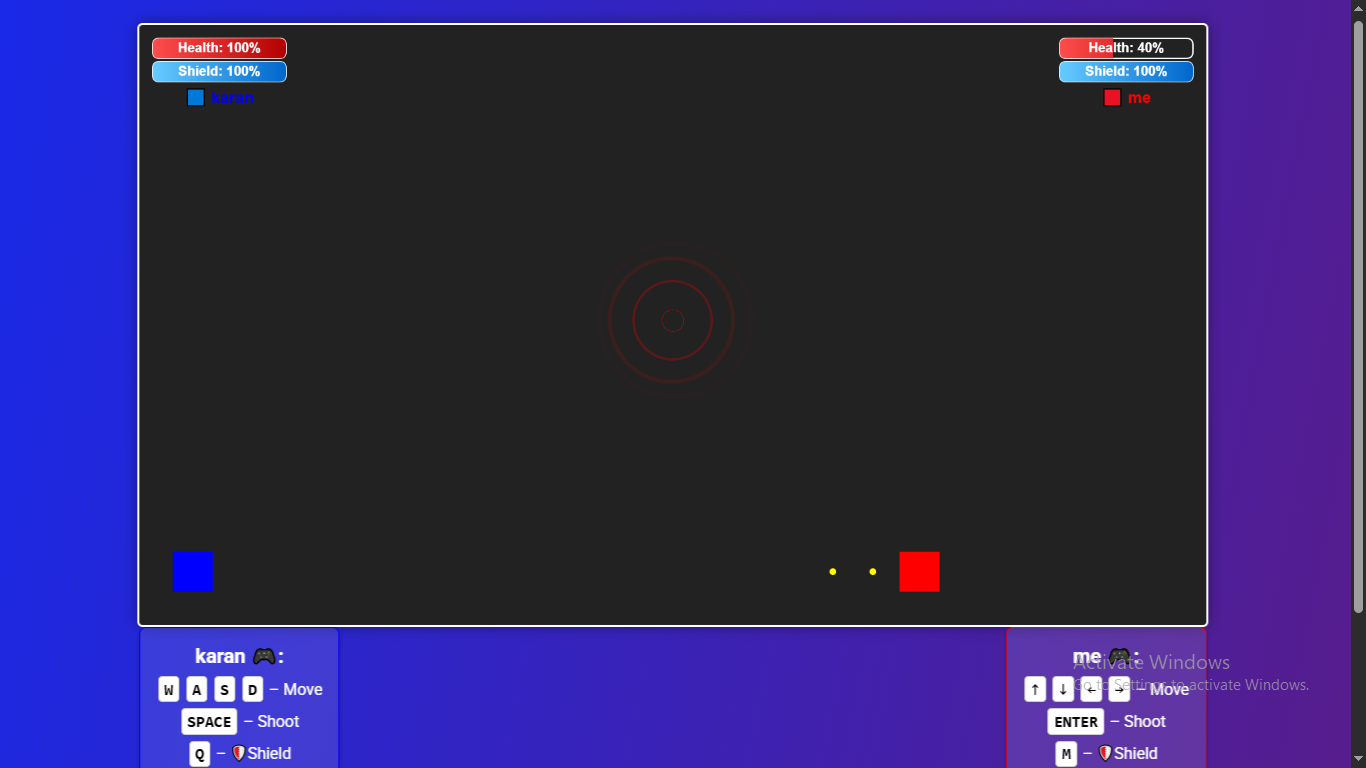 Health: 100%
Shield: 100%
karan
Health: 40%
Shield: 100%
me
karan 🎮:
W A S D – Move
SPACE – Shoot
Q – 🛡Shield
me 🎮:
↑ ↓ ← → – Move
ENTER – Shoot
M – 🛡Shield
Activate Windows
Go to Settings to activate Windows.